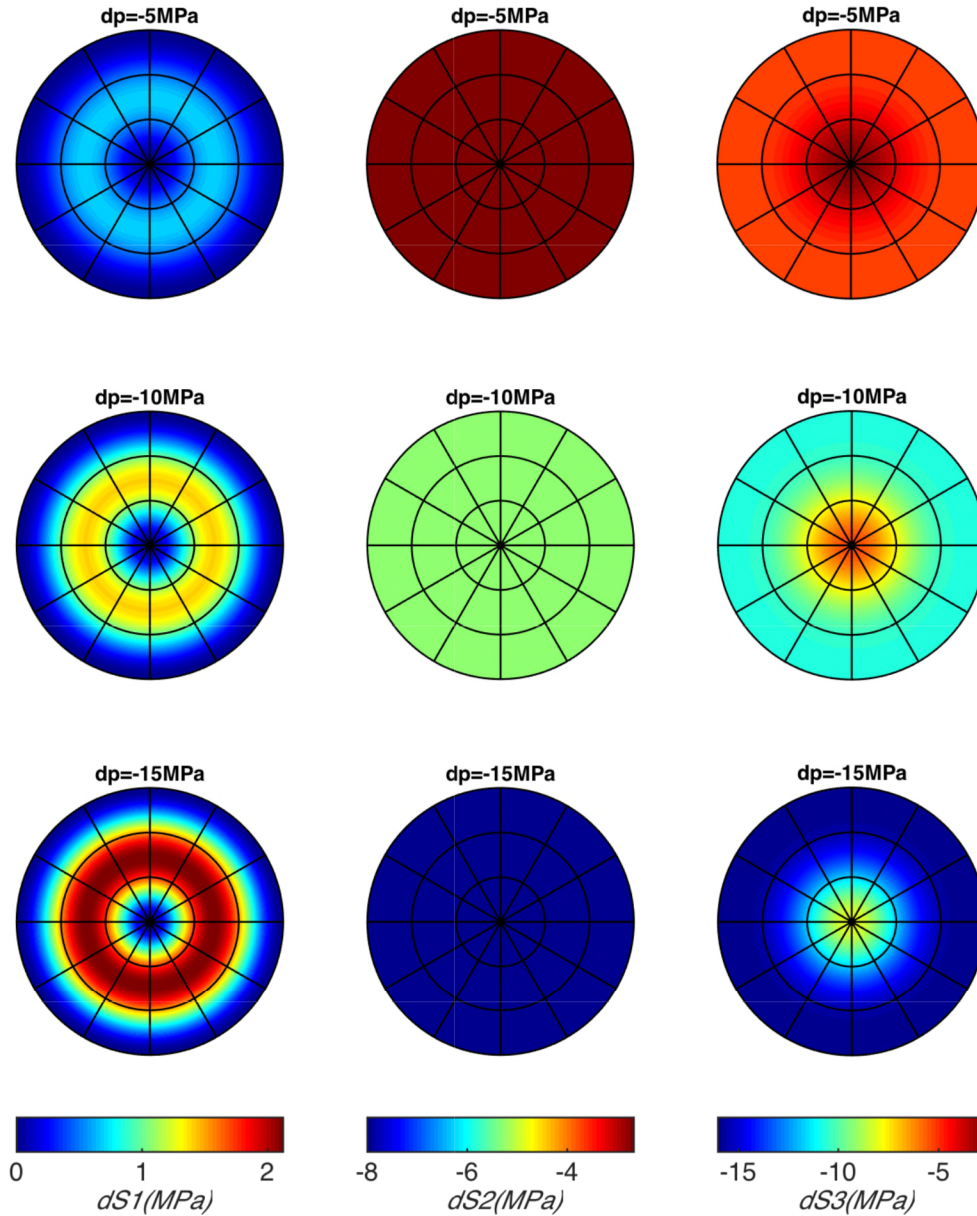 dp=-5MPa dp=-5MPa dp=-5MPa
dp=-10MPa dp=-10MPa dp=-10MPa
dp=-15MPa dp=-15MPa dp=-15MPa
0 1 2 -8 -6 -4 -15 -10 -5
dS1(MPa) dS2(MPa) dS3(MPa)